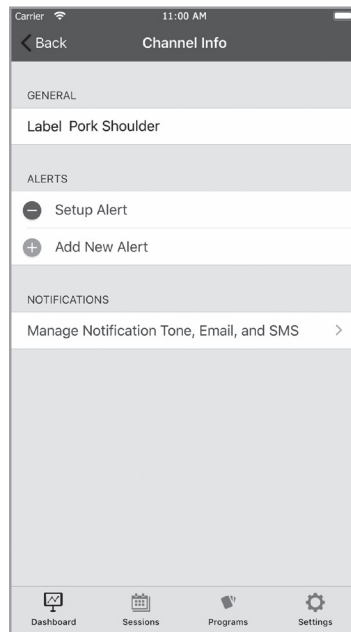 Carrier 11:00 AM
Back Channel Info
GENERAL
Label Pork Shoulder
ALERTS
Setup Alert
Add New Alert
NOTIFICATIONS
Manage Notification Tone, Email, and SMS
Dashboard Sessions Programs Settings